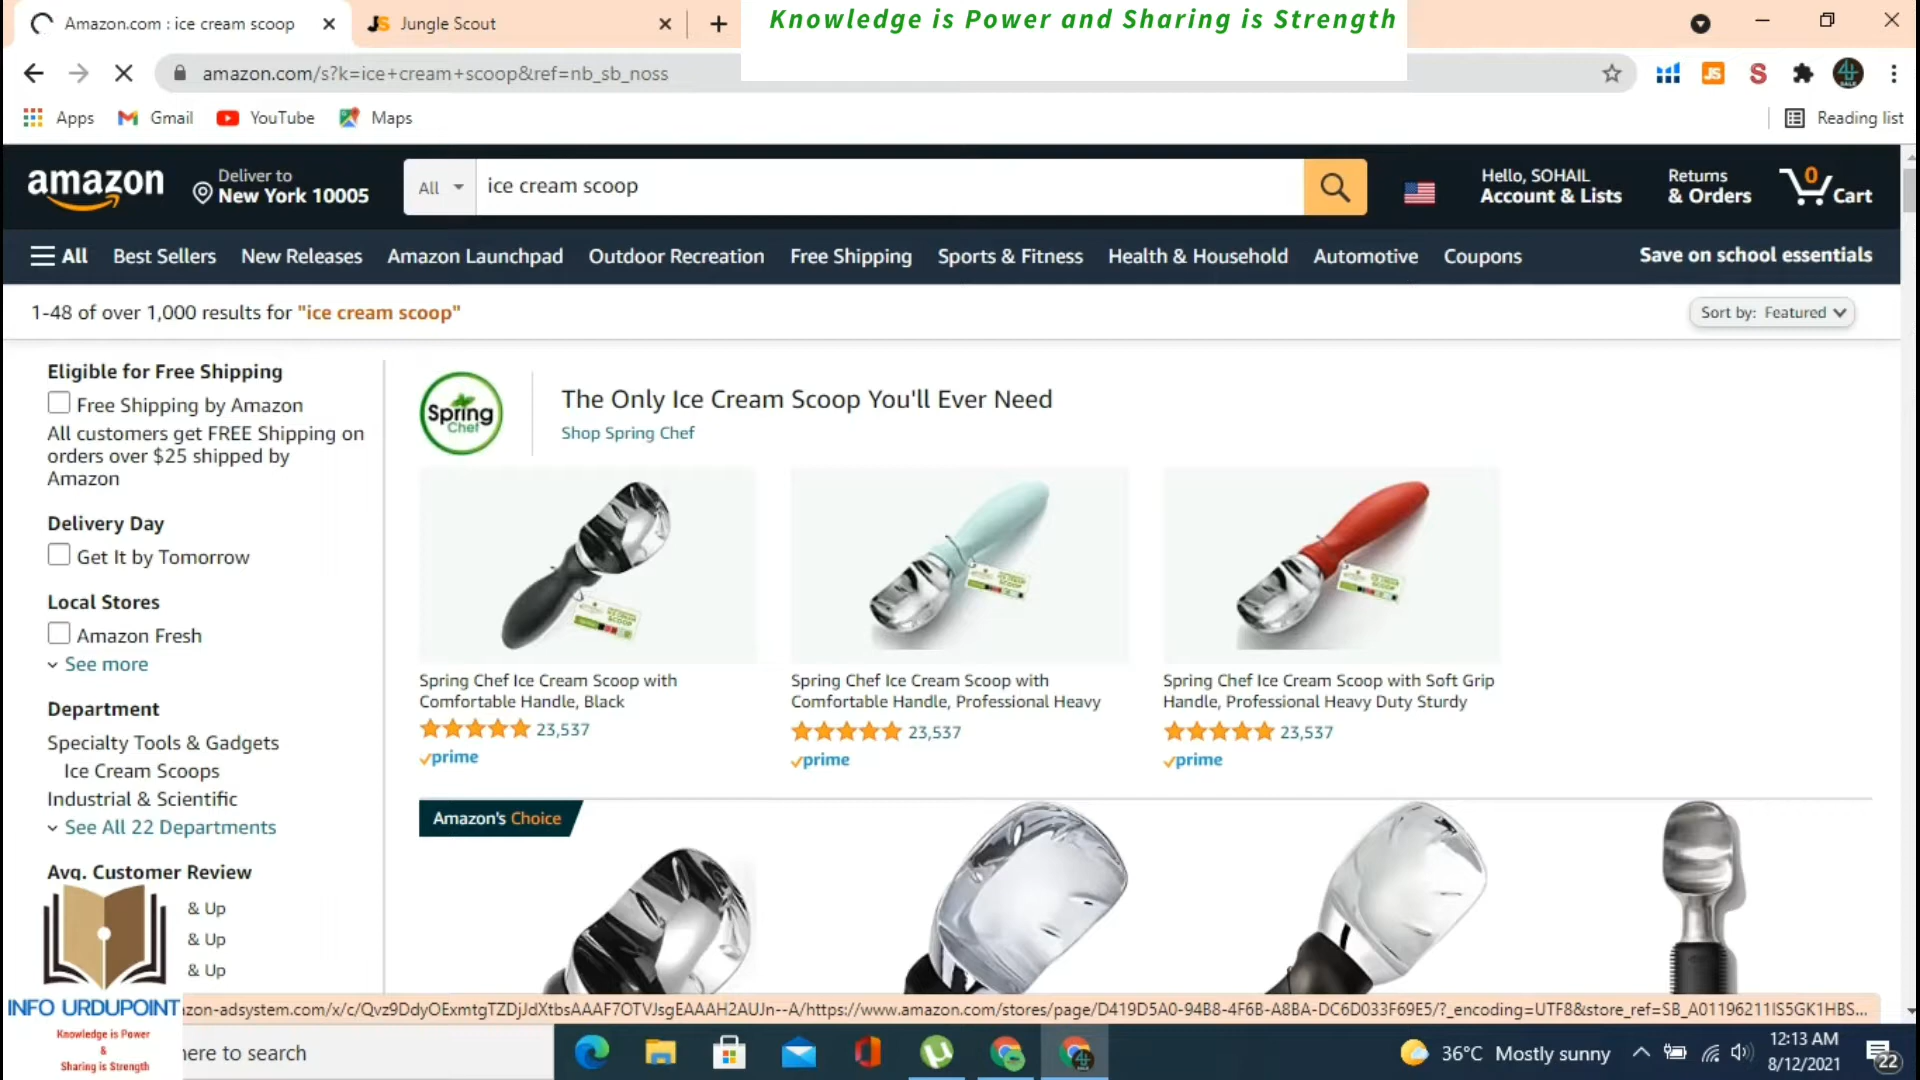 Amazon.com : ice cream scoop
Jungle Scout
Knowledge is Power and Sharing is Strength
amazon.com/s?k=ice+cream+scoop&ref=nb_sb_noss
Apps Gmail YouTube Maps
Reading list
amazon
Deliver to
New York 10005
All
ice cream scoop
Hello, SOHAIL
Account & Lists
Returns
& Orders
0
Cart
All Best Sellers New Releases Amazon Launchpad Outdoor Recreation Free Shipping Sports & Fitness Health & Household Automotive Coupons
Save on school essentials
1-48 of over 1,000 results for "ice cream scoop"
Sort by: Featured
Eligible for Free Shipping
Free Shipping by Amazon
All customers get FREE Shipping on
orders over $25 shipped by
Amazon
Delivery Day
Get It by Tomorrow
Local Stores
Amazon Fresh
See more
Department
Specialty Tools & Gadgets
Ice Cream Scoops
Industrial & Scientific
See All 22 Departments
Avg. Customer Review
& Up
& Up
& Up
Spring
Chef
The Only Ice Cream Scoop You'll Ever Need
Shop Spring Chef
Spring Chef Ice Cream Scoop with
Comfortable Handle, Black
23,537
prime
Spring Chef Ice Cream Scoop with
Comfortable Handle, Professional Heavy
23,537
prime
Spring Chef Ice Cream Scoop with Soft Grip
Handle, Professional Heavy Duty Sturdy
23,537
prime
Amazon's Choice
INFO URDUPOINT
Knowledge is Power
&
Sharing is Strength
zon-adsystem.com/x/c/Qvz9DdyOExmtgTZDjJdXtbsAAAF7OTVJsgEAAAH2AUJn--A/https://www.amazon.com/stores/page/D419D5A0-94B8-4F6B-A8BA-DC6D033F69E5/?_encoding=UTF8&store_ref=SB_A01196211IS5GK1HBS...
here to search
36°C Mostly sunny
12:13 AM
8/12/2021
22